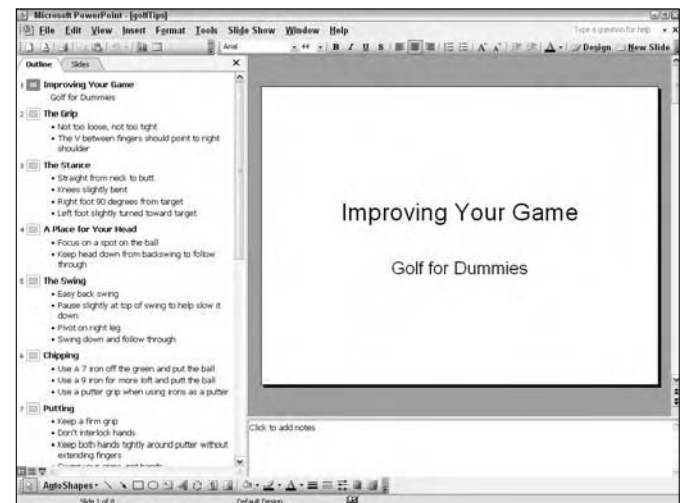 Microsoft PowerPoint - [golfTips]
File Edit View Insert Format Tools Slide Show Window Help Type a question for help
Arial 44 B I U S A A A Design New Slide
Outline Slides
1 Improving Your Game
Golf for Dummies
2 The Grip
• Not too loose, not too tight
• The V between fingers should point to right
shoulder
3 The Stance
• Straight from neck to butt
• Knees slightly bent
• Right foot 90 degrees from target
• Left foot slightly turned toward target
4 A Place for Your Head
• Focus on a spot on the ball
• Keep head down from backswing to follow
through
5 The Swing
• Easy back swing
• Pause slightly at top of swing to help slow it
down
• Pivot on right leg
• Swing down and follow through
6 Chipping
• Use A 7 iron off the green and put the ball
• Use a 9 iron for more loft and putt the ball
• Use a putter grip when using irons as a putter
7 Putting
• Keep a firm grip
• Don't interlock hands
• Keep both hands tightly around putter without
extending fingers
Improving Your Game
Golf for Dummies
Click to add notes
AutoShapes
Slide 1 of 8 Default Design